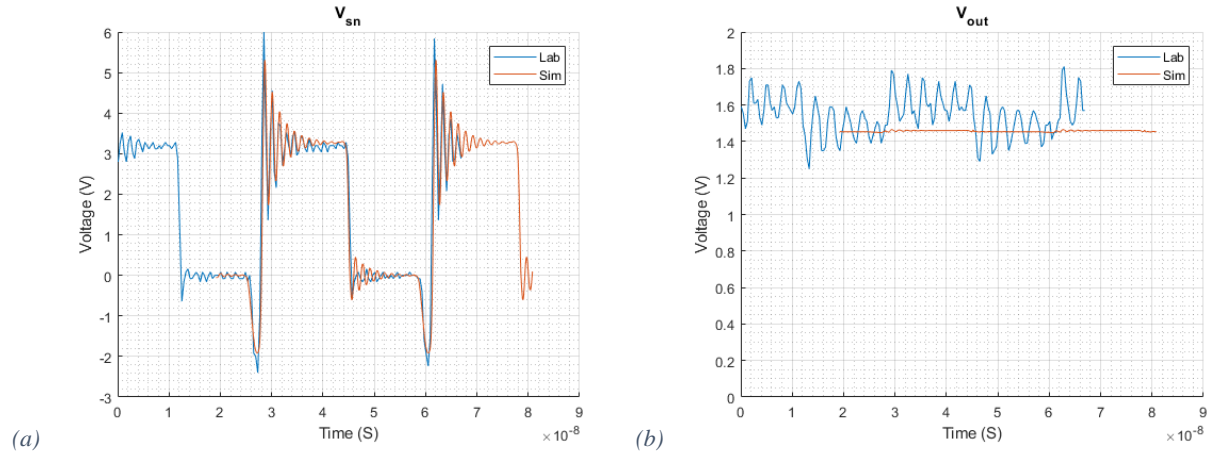 V_sn
6
5
4
3
2
1
0
-1
-2
-3
Voltage (V)
Lab
Sim
0 1 2 3 4 5 6 7 8 9
Time (S)
×10^-8
(a)
V_out
2
1.8
1.6
1.4
1.2
1
0.8
0.6
0.4
0.2
0
Voltage (V)
Lab
Sim
0 1 2 3 4 5 6 7 8 9
Time (S)
×10^-8
(b)